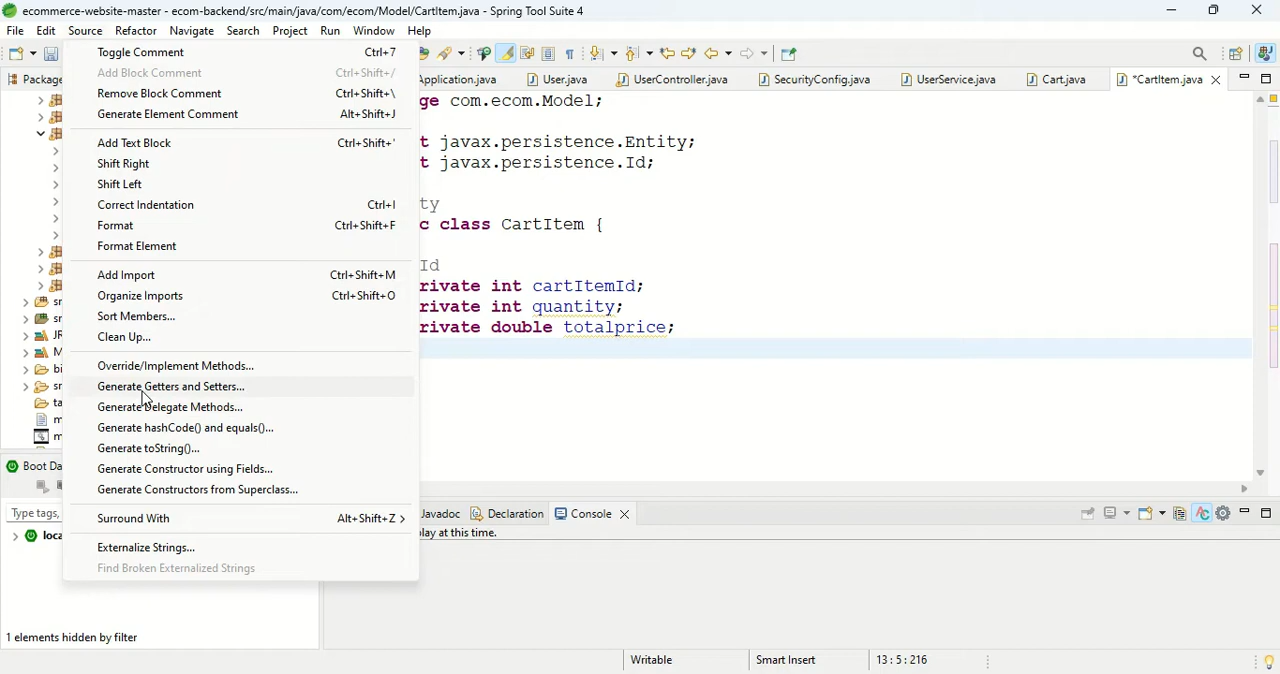 ecommerce-website-master - ecom-backend/src/main/java/com/ecom/Model/CartItem.java - Spring Tool Suite 4
File Edit Source Refactor Navigate Search Project Run Window Help
Package
Application.java User.java UserController.java SecurityConfig.java UserService.java Cart.java *CartItem.java
Toggle Comment Ctrl+7
Add Block Comment Ctrl+Shift+/
Remove Block Comment Ctrl+Shift+\
Generate Element Comment Alt+Shift+J
Add Text Block Ctrl+Shift+'
Shift Right
Shift Left
Correct Indentation Ctrl+I
Format Ctrl+Shift+F
Format Element
Add Import Ctrl+Shift+M
Organize Imports Ctrl+Shift+O
Sort Members...
Clean Up...
Override/Implement Methods...
Generate Getters and Setters...
Generate Delegate Methods...
Generate hashCode() and equals()...
Generate toString()...
Generate Constructor using Fields...
Generate Constructors from Superclass...
Surround With Alt+Shift+Z
Externalize Strings...
Find Broken Externalized Strings
ge com.ecom.Model;
t javax.persistence.Entity;
t javax.persistence.Id;
ty
c class CartItem {
Id
rivate int cartItemId;
rivate int quantity;
rivate double totalprice;
sr
sr
JR
M
bi
sr
ta
m
m
Boot Da
Type tags,
loca
1 elements hidden by filter
Javadoc Declaration Console
play at this time.
Writable Smart Insert 13 : 5 : 216